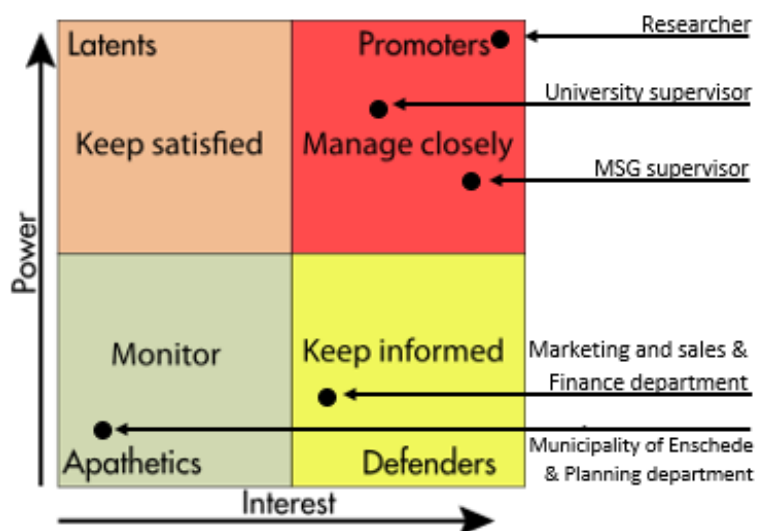 Researcher
Latents
Promoters
University supervisor
Keep satisfied
Manage closely
MSG supervisor
Power
Monitor
Keep informed
Marketing and sales &
Finance department
Municipality of Enschede
& Planning department
Apathetics
Defenders
Interest